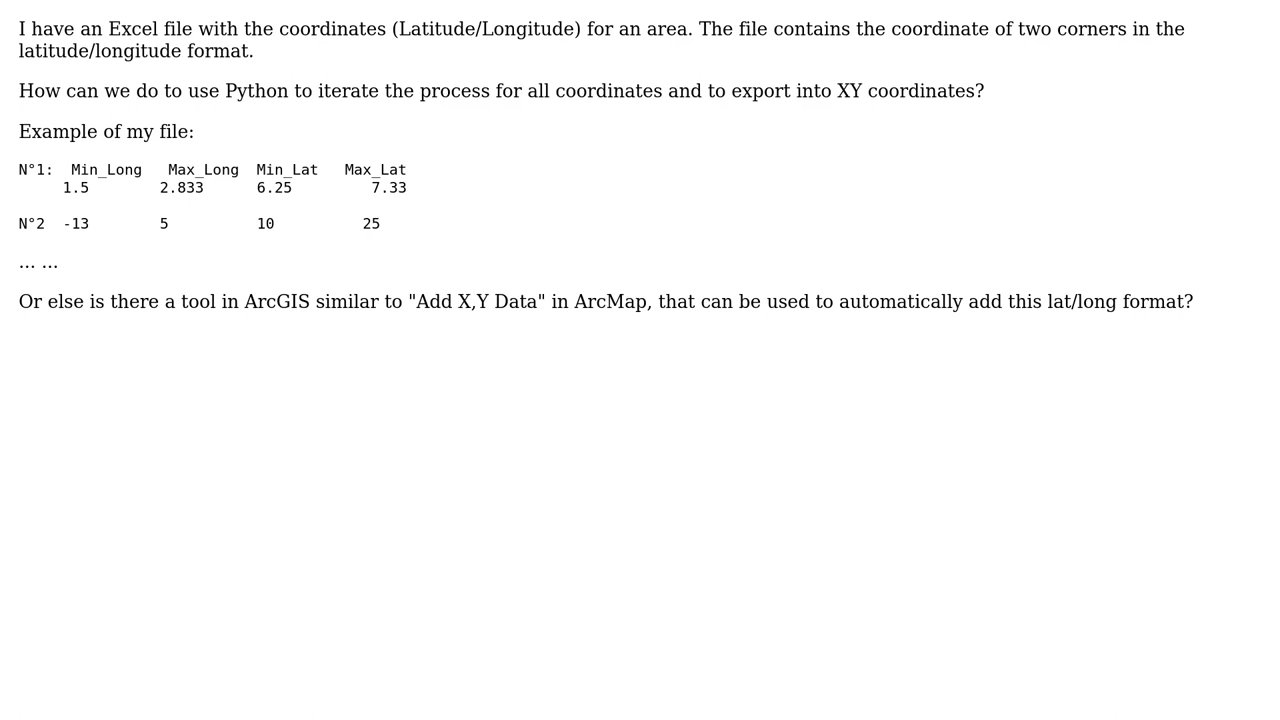 I have an Excel file with the coordinates (Latitude/Longitude) for an area. The file contains the coordinate of two corners in the
latitude/longitude format.
How can we do to use Python to iterate the process for all coordinates and to export into XY coordinates?
Example of my file:
N°1:  Min_Long   Max_Long  Min_Lat   Max_Lat
     1.5        2.833      6.25         7.33
N°2  -13        5          10          25
... ...
Or else is there a tool in ArcGIS similar to "Add X,Y Data" in ArcMap, that can be used to automatically add this lat/long format?